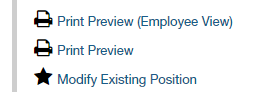 Print Preview (Employee View)
Print Preview
Modify Existing Position